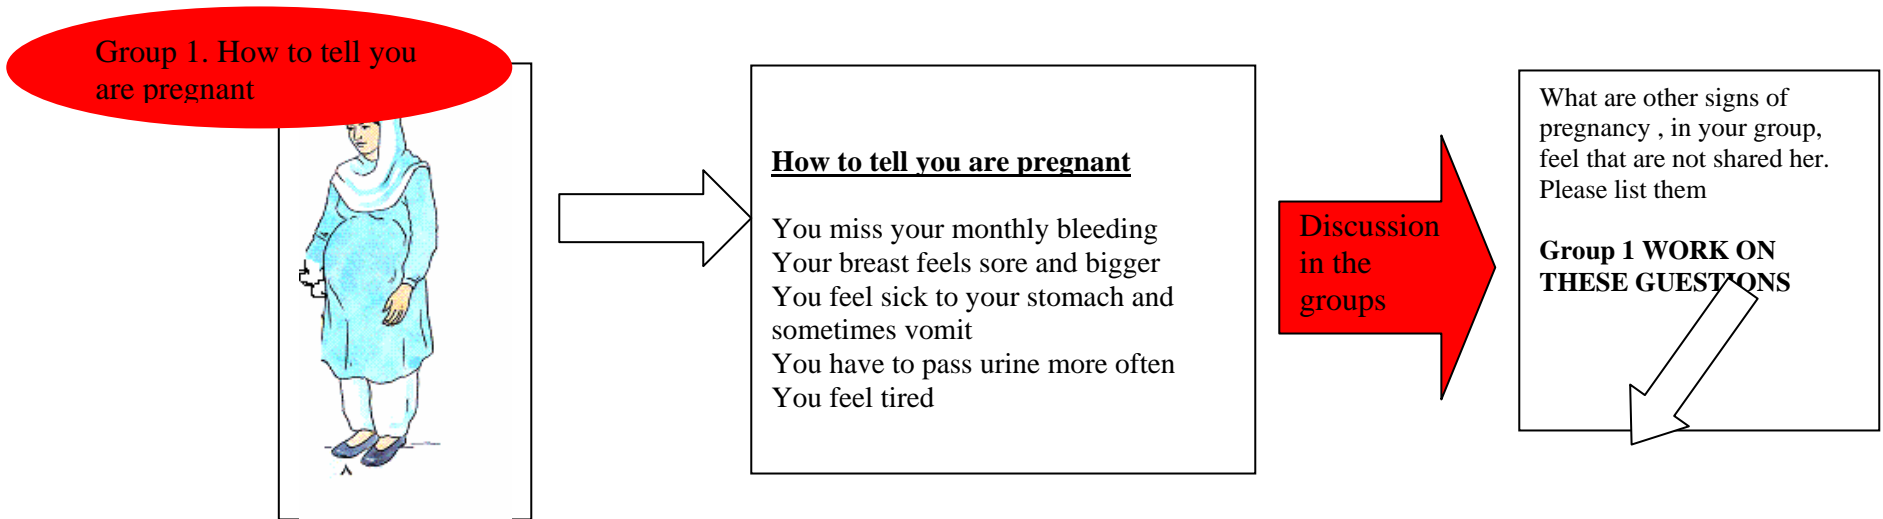 Group 1. How to tell you
are pregnant
How to tell you are pregnant
You miss your monthly bleeding
Your breast feels sore and bigger
You feel sick to your stomach and
sometimes vomit
You have to pass urine more often
You feel tired
Discussion
in the
groups
What are other signs of
pregnancy , in your group,
feel that are not shared her.
Please list them
Group 1 WORK ON
THESE GUESTIONS